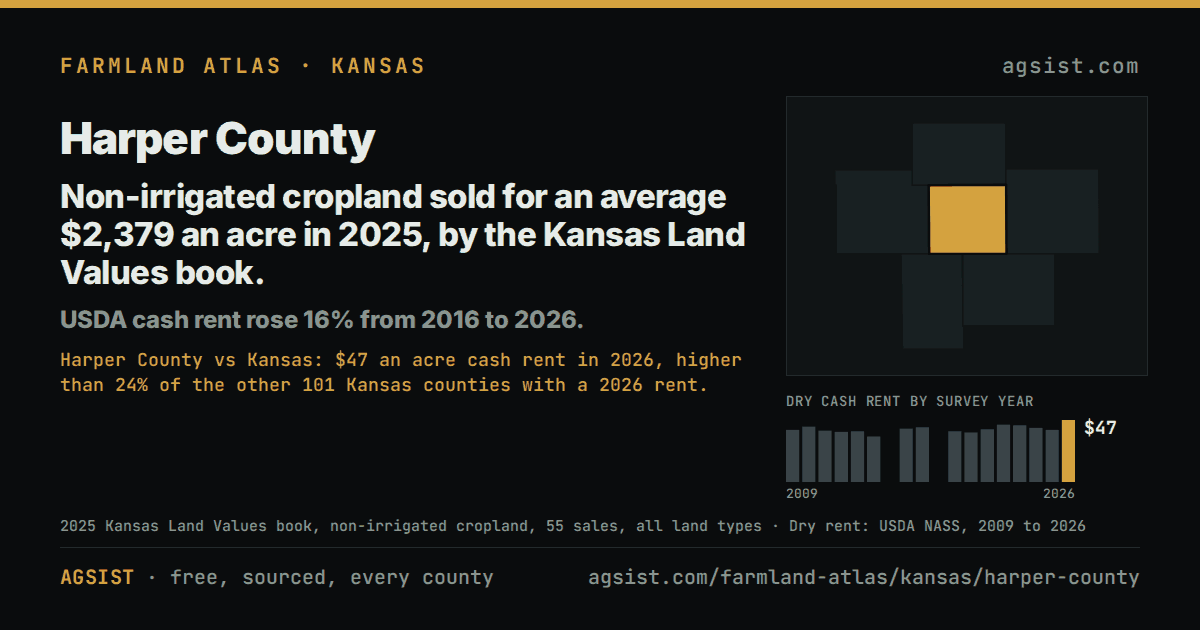 FARMLAND ATLAS · KANSAS
agsist.com
Harper County
Non-irrigated cropland sold for an average
$2,379 an acre in 2025, by the Kansas Land
Values book.
USDA cash rent rose 16% from 2016 to 2026.
Harper County vs Kansas: $47 an acre cash rent in 2026, higher
than 24% of the other 101 Kansas counties with a 2026 rent.
DRY CASH RENT BY SURVEY YEAR
$47
2009 2026
2025 Kansas Land Values book, non-irrigated cropland, 55 sales, all land types · Dry rent: USDA NASS, 2009 to 2026
AGSIST · free, sourced, every county
agsist.com/farmland-atlas/kansas/harper-county